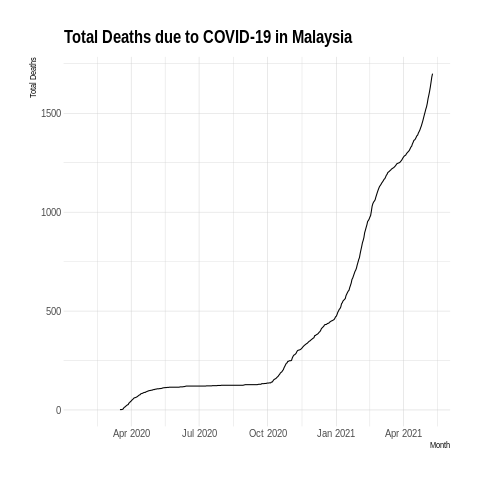 Total Deaths due to COVID-19 in Malaysia
Total Deaths
1500
1000
500
0
Apr 2020 Jul 2020 Oct 2020 Jan 2021 Apr 2021
Month